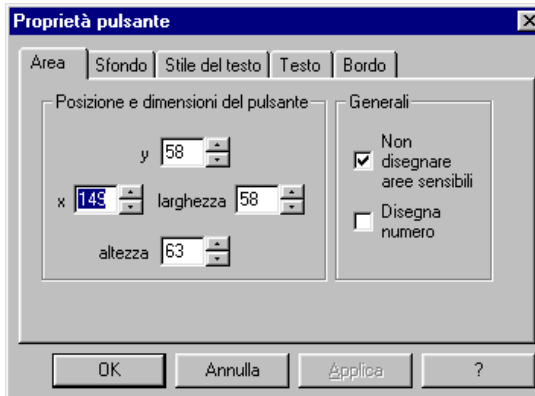 Proprietà pulsante
Area Sfondo Stile del testo Testo Bordo
Posizione e dimensioni del pulsante
y 58
x 149 larghezza 58
altezza 63
Generali
Non
disegnare
aree sensibili
Disegna
numero
OK Annulla Applica ?